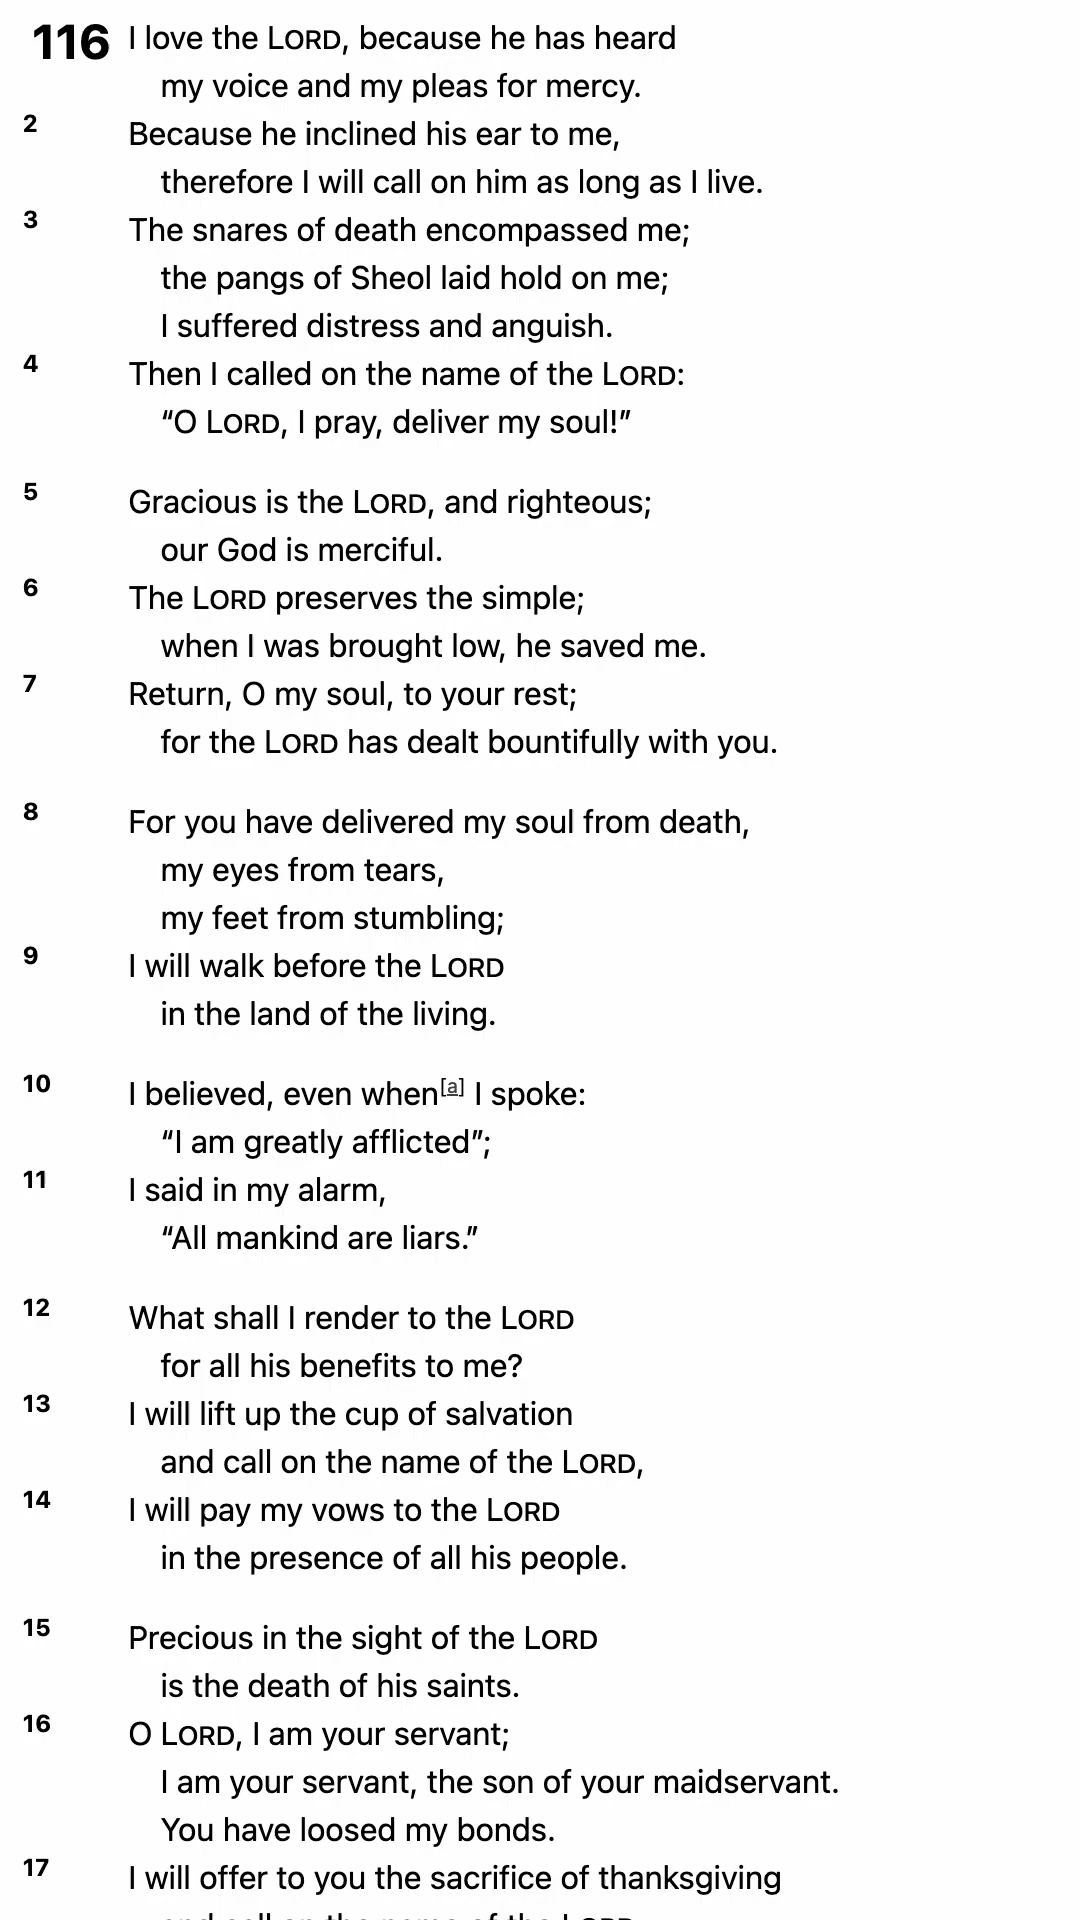 116 I love the LORD, because he has heard
my voice and my pleas for mercy.
2 Because he inclined his ear to me,
therefore I will call on him as long as I live.
3 The snares of death encompassed me;
the pangs of Sheol laid hold on me;
I suffered distress and anguish.
4 Then I called on the name of the LORD:
“O LORD, I pray, deliver my soul!”
5 Gracious is the LORD, and righteous;
our God is merciful.
6 The LORD preserves the simple;
when I was brought low, he saved me.
7 Return, O my soul, to your rest;
for the LORD has dealt bountifully with you.
8 For you have delivered my soul from death,
my eyes from tears,
my feet from stumbling;
9 I will walk before the LORD
in the land of the living.
10 I believed, even when[a] I spoke:
“I am greatly afflicted”;
11 I said in my alarm,
“All mankind are liars.”
12 What shall I render to the LORD
for all his benefits to me?
13 I will lift up the cup of salvation
and call on the name of the LORD,
14 I will pay my vows to the LORD
in the presence of all his people.
15 Precious in the sight of the LORD
is the death of his saints.
16 O LORD, I am your servant;
I am your servant, the son of your maidservant.
You have loosed my bonds.
17 I will offer to you the sacrifice of thanksgiving